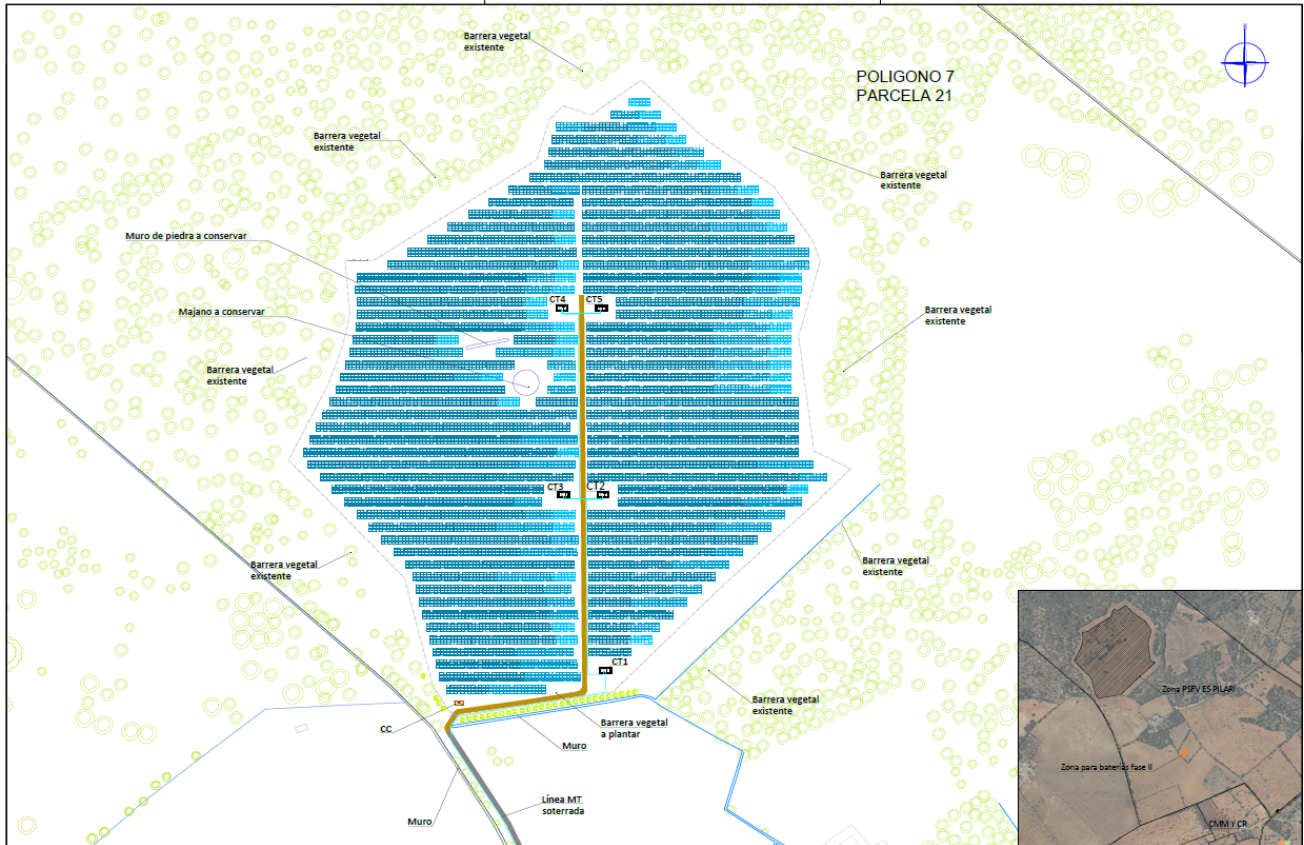 Barrera vegetal
existente
POLIGONO 7
PARCELA 21
Barrera vegetal
existente
Barrera vegetal
existente
Muro de piedra a conservar
CT4
CT5
Majano a conservar
Barrera vegetal
existente
Barrera vegetal
existente
CT3
CT2
Barrera vegetal
existente
Barrera vegetal
existente
CT1
Barrera vegetal
existente
Barrera vegetal
a plantar
CC
Muro
Línea MT
soterrada
Muro
Zona PSFV ES PILARI
Zona para baterías fase II
CMM Y CR